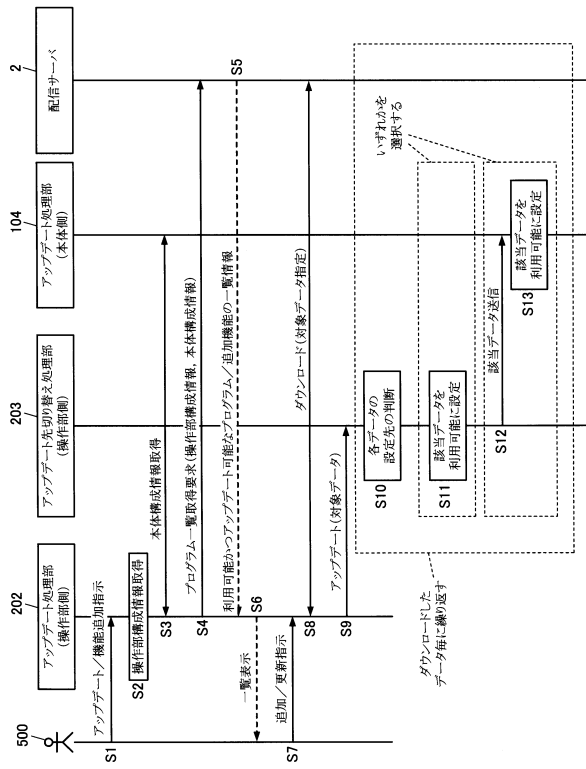 500
202
アップデート処理部
(操作部側)
203
アップデート先切り替え処理部
(操作部側)
104
アップデート処理部
(本体側)
2
配信サーバ
アップデート/機能追加指示
S1
S2
操作部構成情報取得
本体構成情報取得
S3
プログラム一覧取得要求(操作部構成情報, 本体構成情報)
S4
S5
利用可能かつアップデート可能なプログラム/追加機能の一覧情報
一覧表示
S6
追加/更新指示
S7
ダウンロード(対象データ指定)
S8
アップデート(対象データ)
S9
S10
各データの
設定先の判断
S11
該当データを
利用可能に設定
いずれかを
選択する
該当データ送信
S12
該当データを
利用可能に設定
S13
ダウンロードした
データ毎に繰り返す